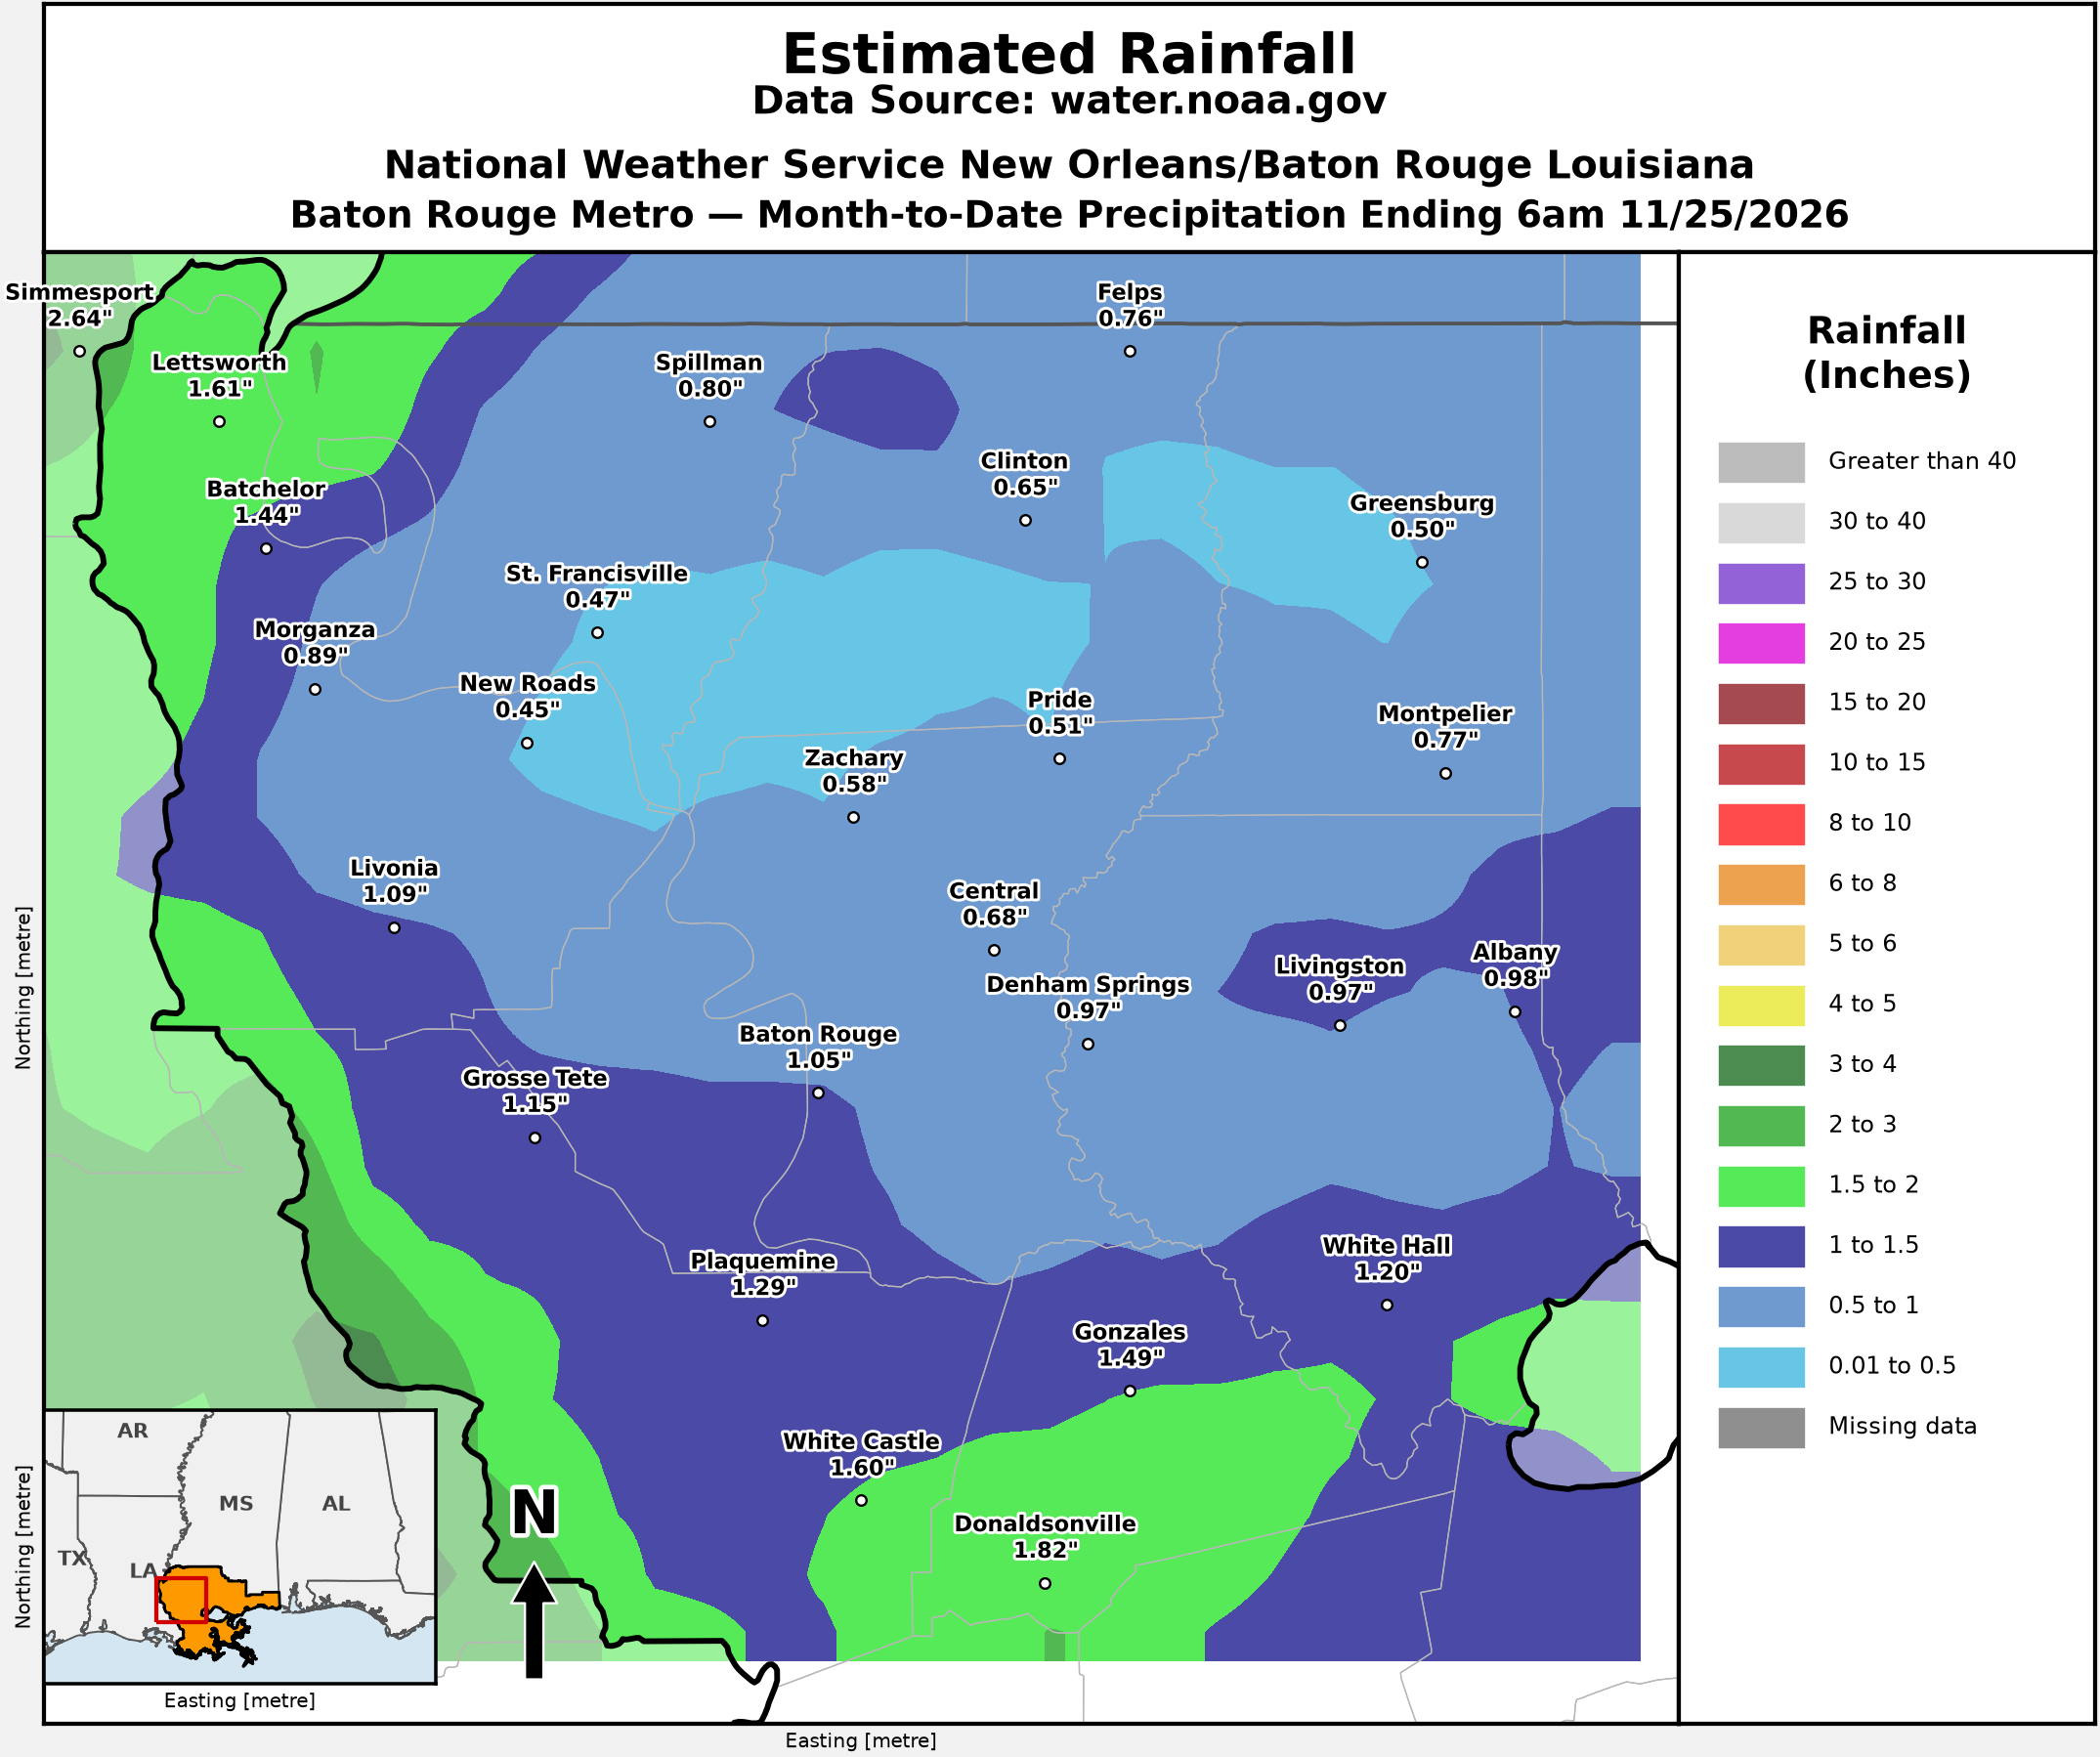 Estimated Rainfall
Data Source: water.noaa.gov
National Weather Service New Orleans/Baton Rouge Louisiana
Baton Rouge Metro — Month-to-Date Precipitation Ending 6am 11/25/2026
Simmesport
2.64"
Felps
0.76"
Lettsworth
1.61"
Spillman
0.80"
Clinton
0.65"
Batchelor
1.44"
Greensburg
0.50"
St. Francisville
0.47"
Morganza
0.89"
New Roads
0.45"
Pride
0.51"
Montpelier
0.77"
Zachary
0.58"
Livonia
1.09"
Central
0.68"
Albany
0.98"
Livingston
0.97"
Denham Springs
0.97"
Baton Rouge
1.05"
Grosse Tete
1.15"
White Hall
1.20"
Plaquemine
1.29"
Gonzales
1.49"
White Castle
1.60"
Donaldsonville
1.82"
N
Rainfall
(Inches)
Greater than 40
30 to 40
25 to 30
20 to 25
15 to 20
10 to 15
8 to 10
6 to 8
5 to 6
4 to 5
3 to 4
2 to 3
1.5 to 2
1 to 1.5
0.5 to 1
0.01 to 0.5
Missing data
AR
MS
AL
TX
LA
Northing [metre]
Northing [metre]
Easting [metre]
Easting [metre]